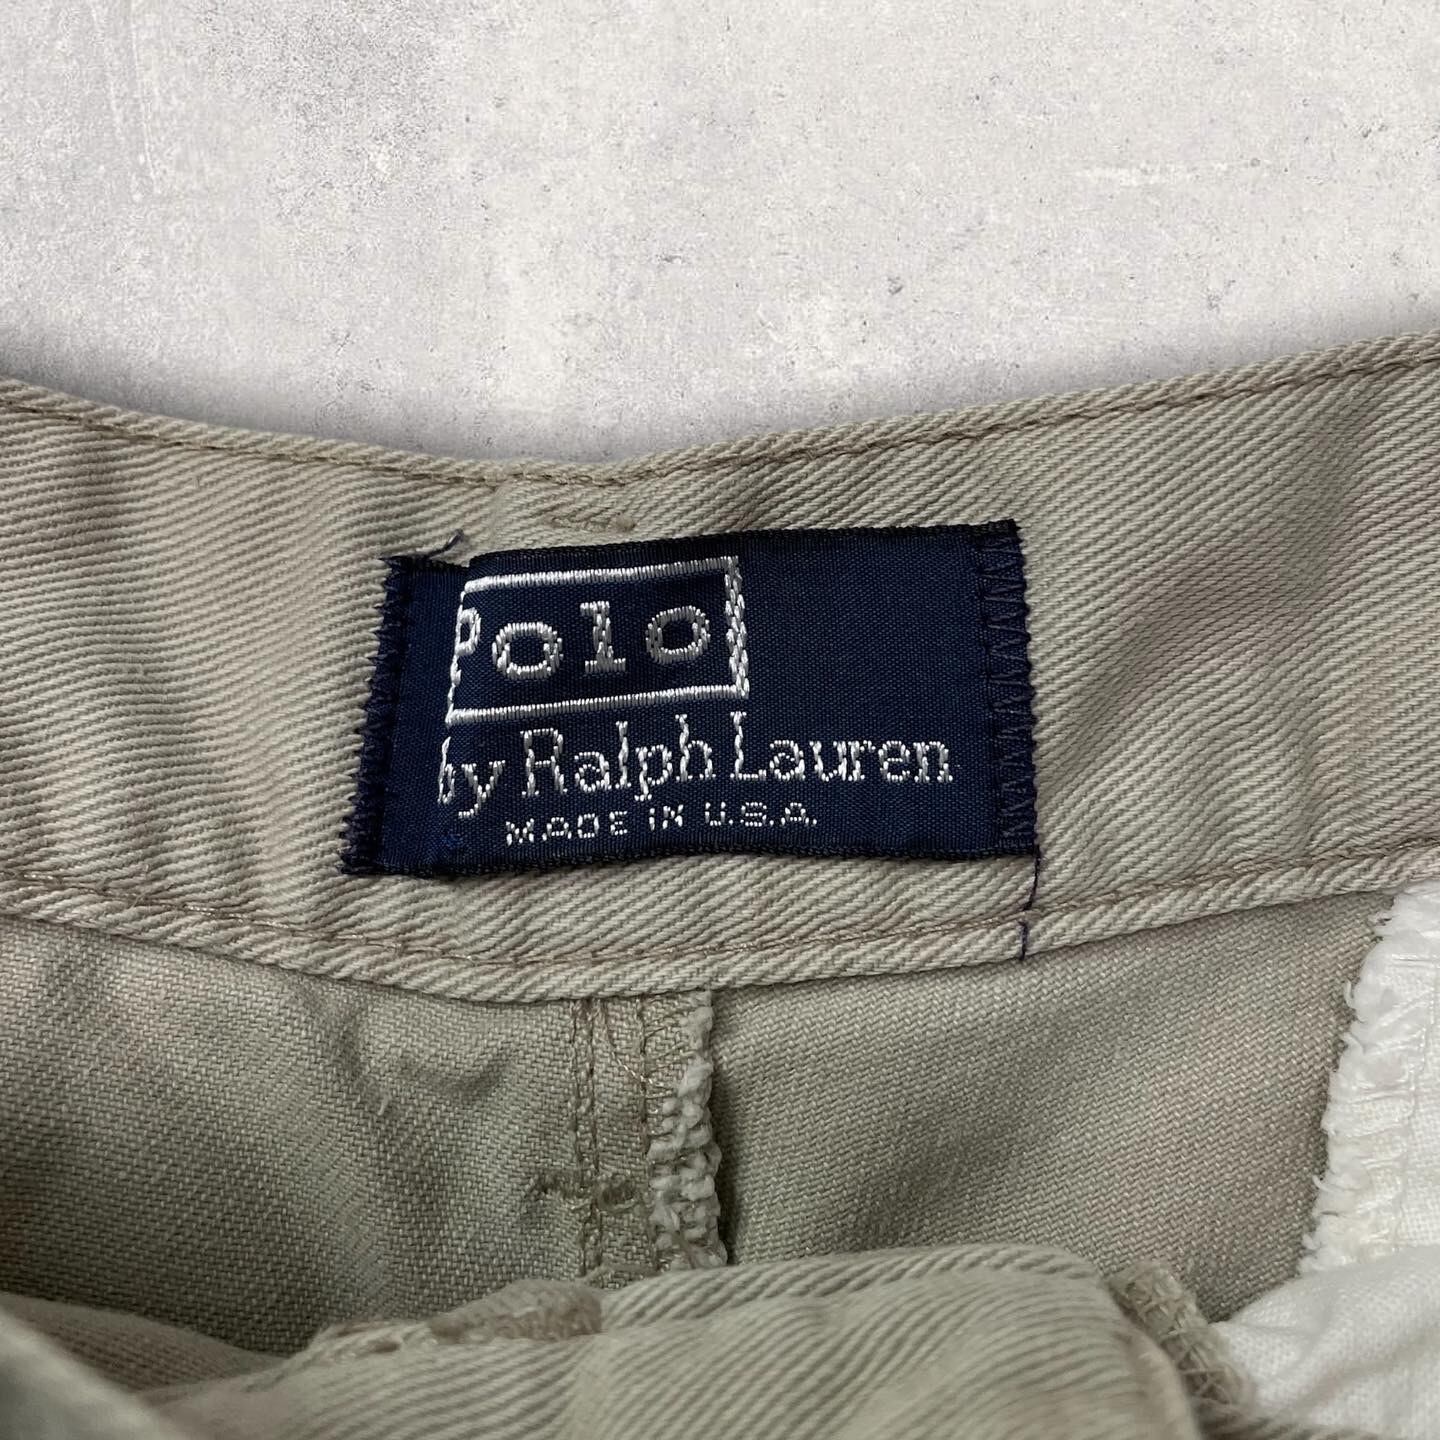 Polo
by Ralph Lauren
MADE IN U.S.A.